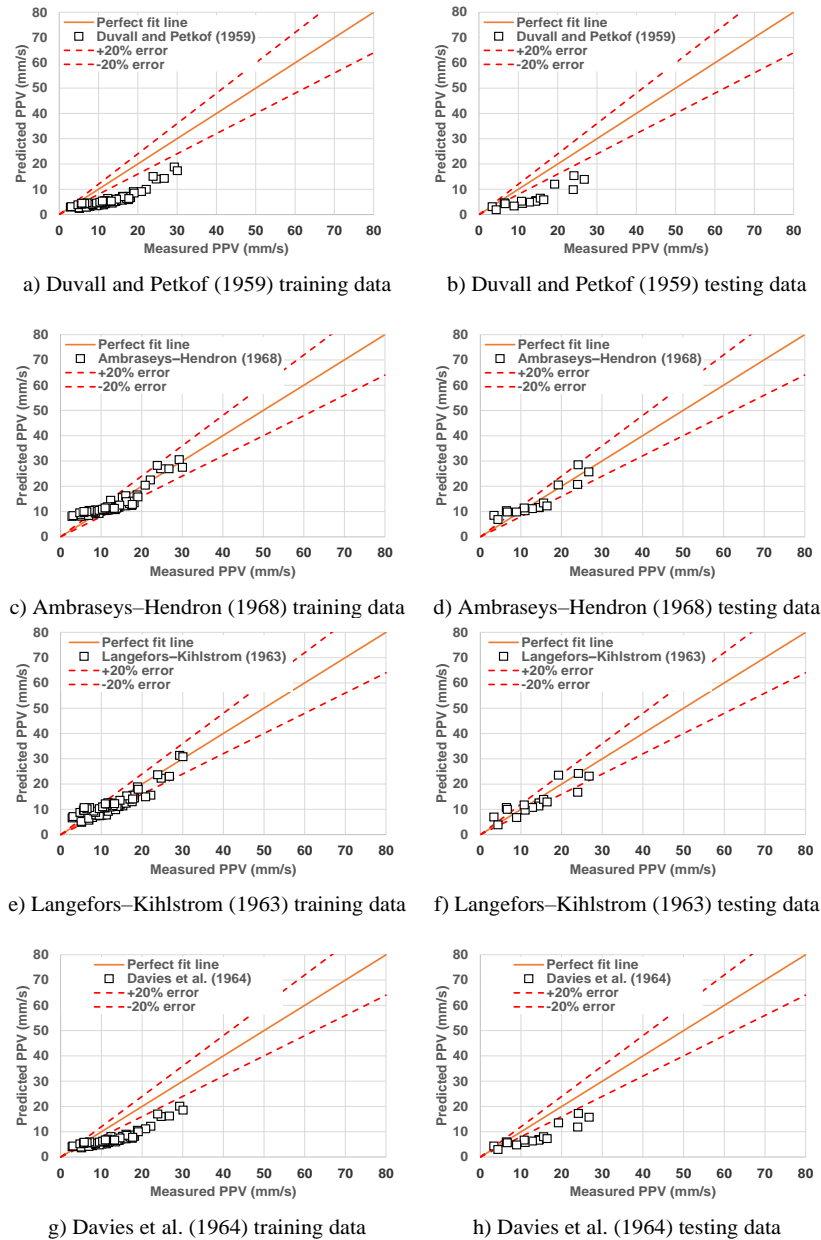 80
70
60
50
40
30
20
10
0
Predicted PPV (mm/s)
Perfect fit line
Duvall and Petkof (1959)
+20% error
-20% error
0 10 20 30 40 50 60 70 80
Measured PPV (mm/s)
a) Duvall and Petkof (1959) training data
80
70
60
50
40
30
20
10
0
Predicted PPV (mm/s)
Perfect fit line
Duvall and Petkof (1959)
+20% error
-20% error
0 10 20 30 40 50 60 70 80
Measured PPV (mm/s)
b) Duvall and Petkof (1959) testing data
80
70
60
50
40
30
20
10
0
Predicted PPV (mm/s)
Perfect fit line
Ambraseys–Hendron (1968)
+20% error
-20% error
0 10 20 30 40 50 60 70 80
Measured PPV (mm/s)
c) Ambraseys–Hendron (1968) training data
80
70
60
50
40
30
20
10
0
Predicted PPV (mm/s)
Perfect fit line
Ambraseys–Hendron (1968)
+20% error
-20% error
0 10 20 30 40 50 60 70 80
Measured PPV (mm/s)
d) Ambraseys–Hendron (1968) testing data
80
70
60
50
40
30
20
10
0
Predicted PPV (mm/s)
Perfect fit line
Langefors–Kihlstrom (1963)
+20% error
-20% error
0 10 20 30 40 50 60 70 80
Measured PPV (mm/s)
e) Langefors–Kihlstrom (1963) training data
80
70
60
50
40
30
20
10
0
Predicted PPV (mm/s)
Perfect fit line
Langefors–Kihlstrom (1963)
+20% error
-20% error
0 10 20 30 40 50 60 70 80
Measured PPV (mm/s)
f) Langefors–Kihlstrom (1963) testing data
80
70
60
50
40
30
20
10
0
Predicted PPV (mm/s)
Perfect fit line
Davies et al. (1964)
+20% error
-20% error
0 10 20 30 40 50 60 70 80
Measured PPV (mm/s)
g) Davies et al. (1964) training data
80
70
60
50
40
30
20
10
0
Predicted PPV (mm/s)
Perfect fit line
Davies et al. (1964)
+20% error
-20% error
0 10 20 30 40 50 60 70 80
Measured PPV (mm/s)
h) Davies et al. (1964) testing data